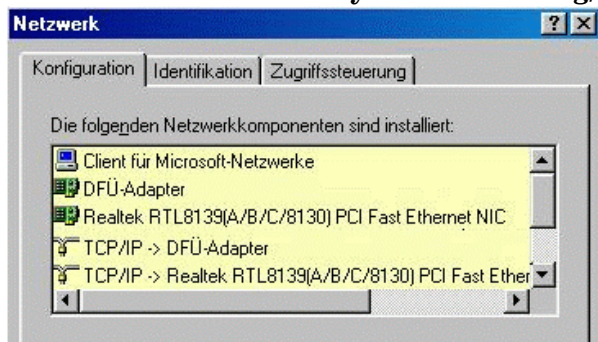 Netzwerk
Konfiguration Identifikation Zugriffssteuerung
Die folgenden Netzwerkkomponenten sind installiert:
Client für Microsoft-Netzwerke
DFÜ-Adapter
Realtek RTL8139(A/B/C/8130) PCI Fast Ethernet NIC
TCP/IP -> DFÜ-Adapter
TCP/IP -> Realtek RTL8139(A/B/C/8130) PCI Fast Ether